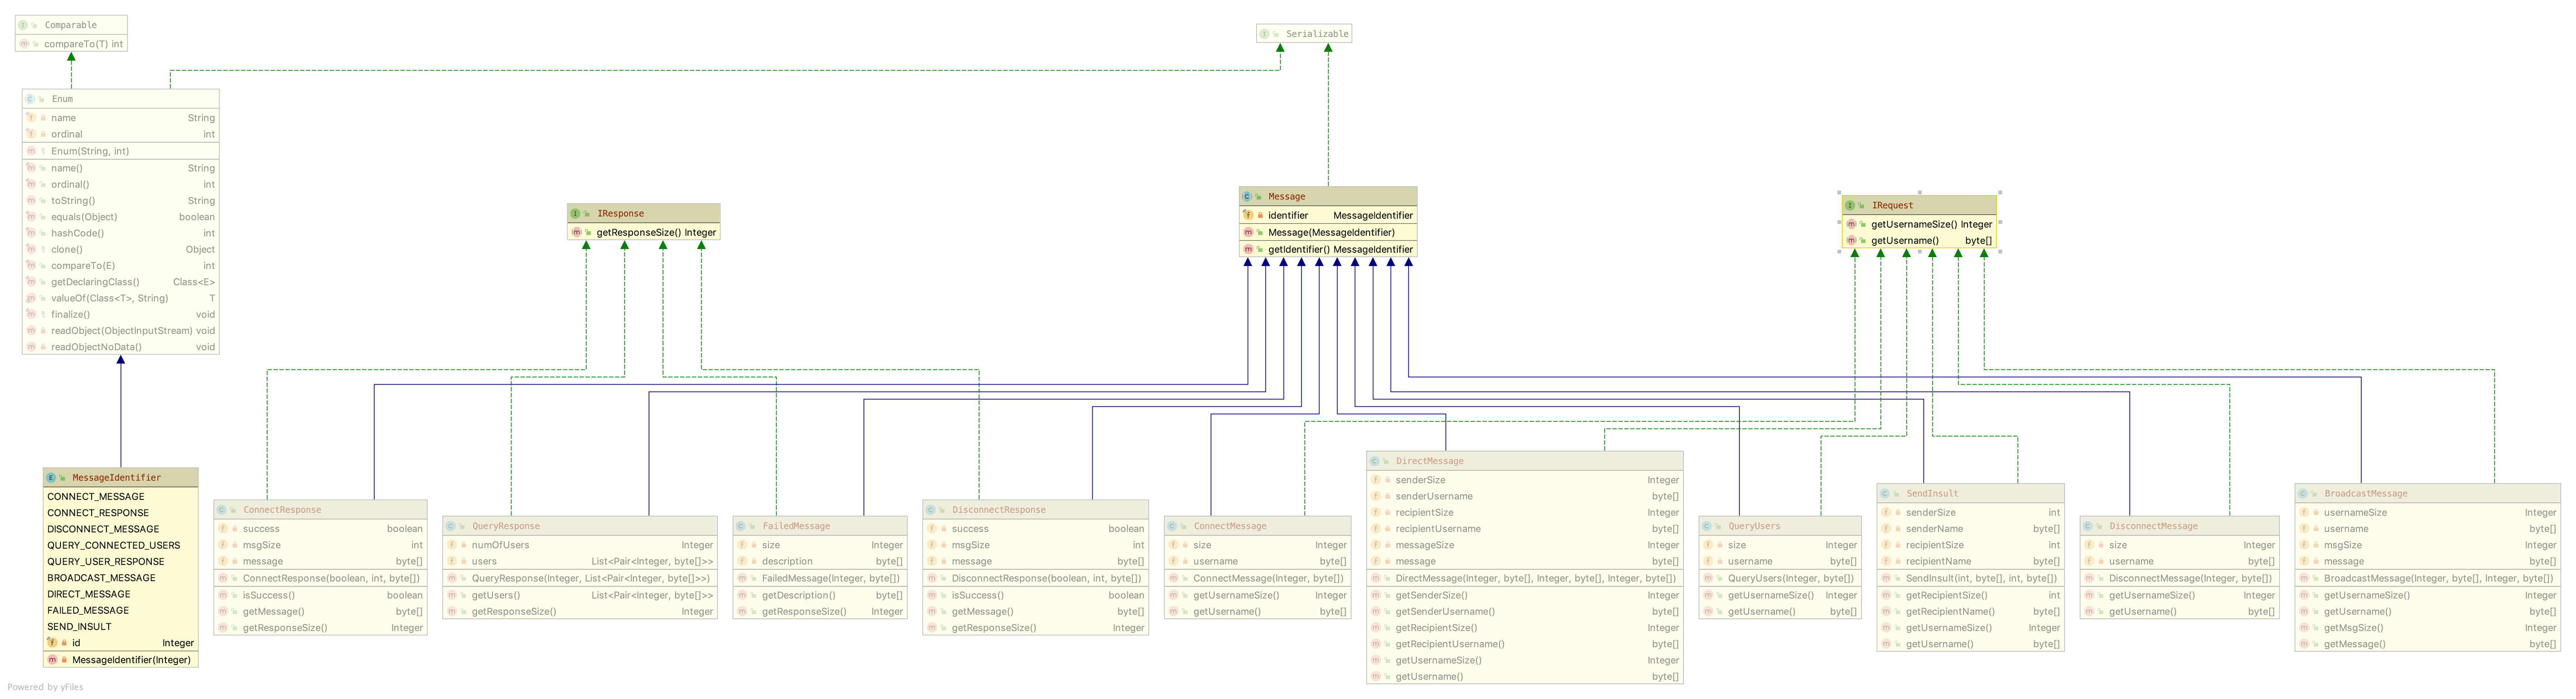 Comparable
compareTo(T) int
Serializable
Enum
name String
ordinal int
Enum(String, int)
name() String
ordinal() int
toString() String
equals(Object) boolean
hashCode() int
clone() Object
compareTo(E) int
getDeclaringClass() Class<E>
valueOf(Class<T>, String) T
finalize() void
readObject(ObjectInputStream) void
readObjectNoData() void
IResponse
getResponseSize() Integer
Message
identifier MessageIdentifier
Message(MessageIdentifier)
getIdentifier() MessageIdentifier
IRequest
getUsernameSize() Integer
getUsername() byte[]
MessageIdentifier
CONNECT_MESSAGE
CONNECT_RESPONSE
DISCONNECT_MESSAGE
QUERY_CONNECTED_USERS
QUERY_USER_RESPONSE
BROADCAST_MESSAGE
DIRECT_MESSAGE
FAILED_MESSAGE
SEND_INSULT
id Integer
MessageIdentifier(Integer)
ConnectResponse
success boolean
msgSize int
message byte[]
ConnectResponse(boolean, int, byte[])
isSuccess() boolean
getMessage() byte[]
getResponseSize() Integer
QueryResponse
numOfUsers Integer
users List<Pair<Integer, byte[]>>
QueryResponse(Integer, List<Pair<Integer, byte[]>>)
getUsers() List<Pair<Integer, byte[]>>
getResponseSize() Integer
FailedMessage
size Integer
description byte[]
FailedMessage(Integer, byte[])
getDescription() byte[]
getResponseSize() Integer
DisconnectResponse
success boolean
msgSize int
message byte[]
DisconnectResponse(boolean, int, byte[])
isSuccess() boolean
getMessage() byte[]
getResponseSize() Integer
ConnectMessage
size Integer
username byte[]
ConnectMessage(Integer, byte[])
getUsernameSize() Integer
getUsername() byte[]
DirectMessage
senderSize Integer
senderUsername byte[]
recipientSize Integer
recipientUsername byte[]
messageSize Integer
message byte[]
DirectMessage(Integer, byte[], Integer, byte[], Integer, byte[])
getSenderSize() Integer
getSenderUsername() byte[]
getRecipientSize() Integer
getRecipientUsername() byte[]
getUsernameSize() Integer
getUsername() byte[]
QueryUsers
size Integer
username byte[]
QueryUsers(Integer, byte[])
getUsernameSize() Integer
getUsername() byte[]
SendInsult
senderSize int
senderName byte[]
recipientSize int
recipientName byte[]
SendInsult(int, byte[], int, byte[])
getRecipientSize() int
getRecipientName() byte[]
getUsernameSize() Integer
getUsername() byte[]
DisconnectMessage
size Integer
username byte[]
DisconnectMessage(Integer, byte[])
getUsernameSize() Integer
getUsername() byte[]
BroadcastMessage
usernameSize Integer
username byte[]
msgSize Integer
message byte[]
BroadcastMessage(Integer, byte[], Integer, byte[])
getUsernameSize() Integer
getUsername() byte[]
getMsgSize() Integer
getMessage() byte[]
Powered by yFiles